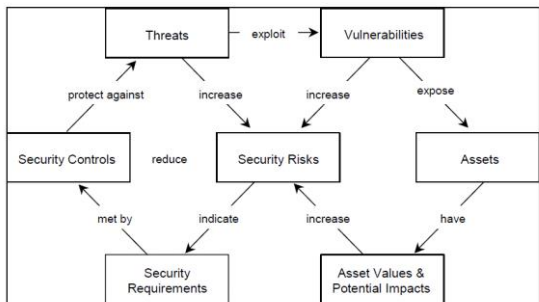 Threats
exploit
Vulnerabilities
protect against
increase
increase
expose
Security Controls
reduce
Security Risks
Assets
met by
indicate
increase
have
Security
Requirements
Asset Values &
Potential Impacts